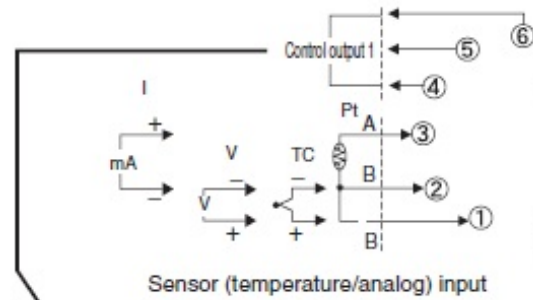 ⑥
Control output 1
⑤
④
I
Pt
+
A
③
mA
V
TC
−
−
−
B
②
V
+
+
①
B
Sensor (temperature/analog) input